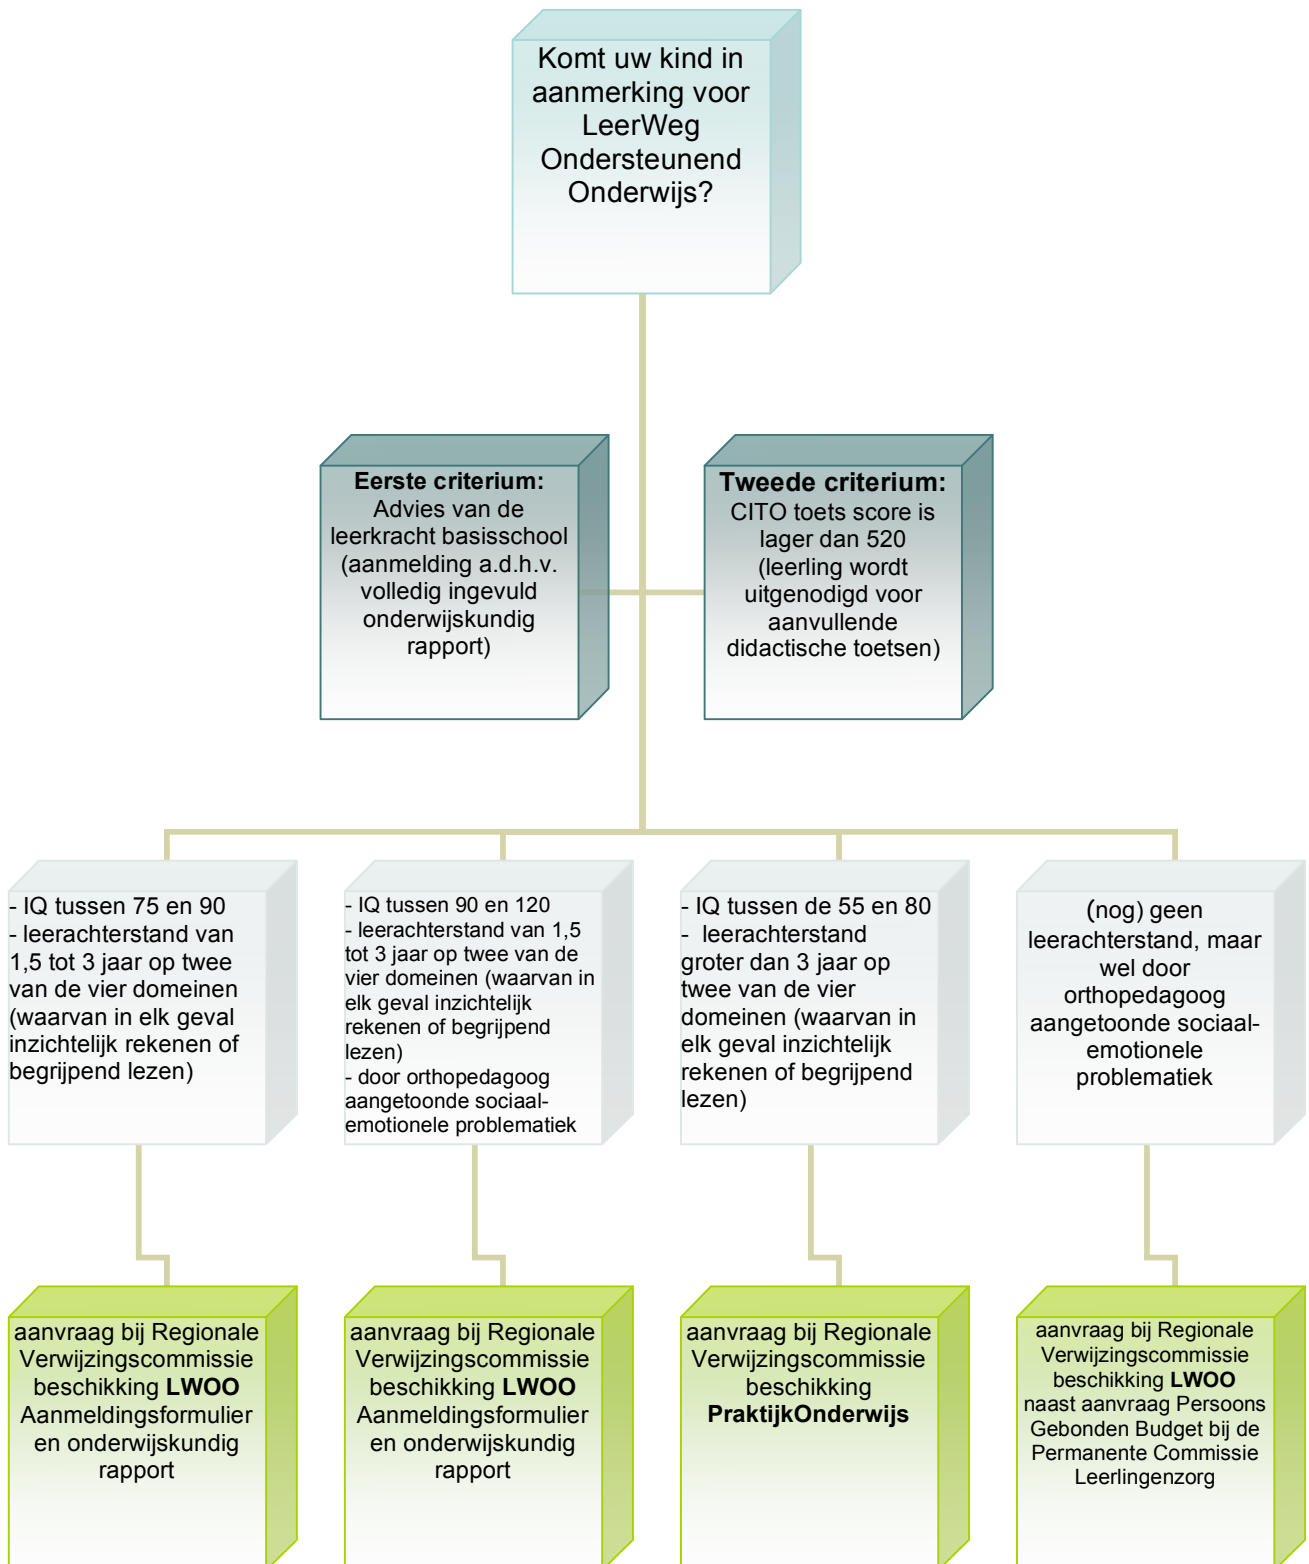 Komt uw kind in
aanmerking voor
LeerWeg
Ondersteunend
Onderwijs?
Eerste criterium:
Advies van de
leerkracht basisschool
(aanmelding a.d.h.v.
volledig ingevuld
onderwijskundig
rapport)
Tweede criterium:
CITO toets score is
lager dan 520
(leerling wordt
uitgenodigd voor
aanvullende
didactische toetsen)
- IQ tussen 75 en 90
- leerachterstand van
1,5 tot 3 jaar op twee
van de vier domeinen
(waarvan in elk geval
inzichtelijk rekenen of
begrijpend lezen)
- IQ tussen 90 en 120
- leerachterstand van 1,5
tot 3 jaar op twee van de
vier domeinen (waarvan in
elk geval inzichtelijk
rekenen of begrijpend
lezen)
- door orthopedagoog
aangetoonde sociaal-
emotionele problematiek
- IQ tussen de 55 en 80
- leerachterstand
groter dan 3 jaar op
twee van de vier
domeinen (waarvan in
elk geval inzichtelijk
rekenen of begrijpend
lezen)
(nog) geen
leerachterstand, maar
wel door
orthopedagoog
aangetoonde sociaal-
emotionele
problematiek
aanvraag bij Regionale
Verwijzingscommissie
beschikking LWOO
Aanmeldingsformulier
en onderwijskundig
rapport
aanvraag bij Regionale
Verwijzingscommissie
beschikking LWOO
Aanmeldingsformulier
en onderwijskundig
rapport
aanvraag bij Regionale
Verwijzingscommissie
beschikking
PraktijkOnderwijs
aanvraag bij Regionale
Verwijzingscommissie
beschikking LWOO
naast aanvraag Persoons
Gebonden Budget bij de
Permanente Commissie
Leerlingenzorg